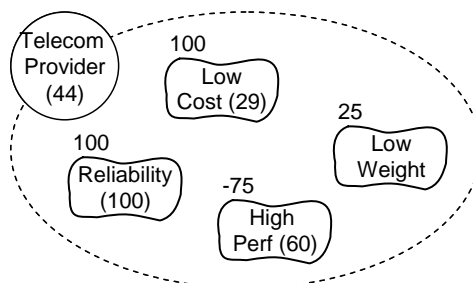 Telecom
Provider
(44)
100
Low
Cost (29)
25
Low
Weight
100
Reliability
(100)
-75
High
Perf (60)